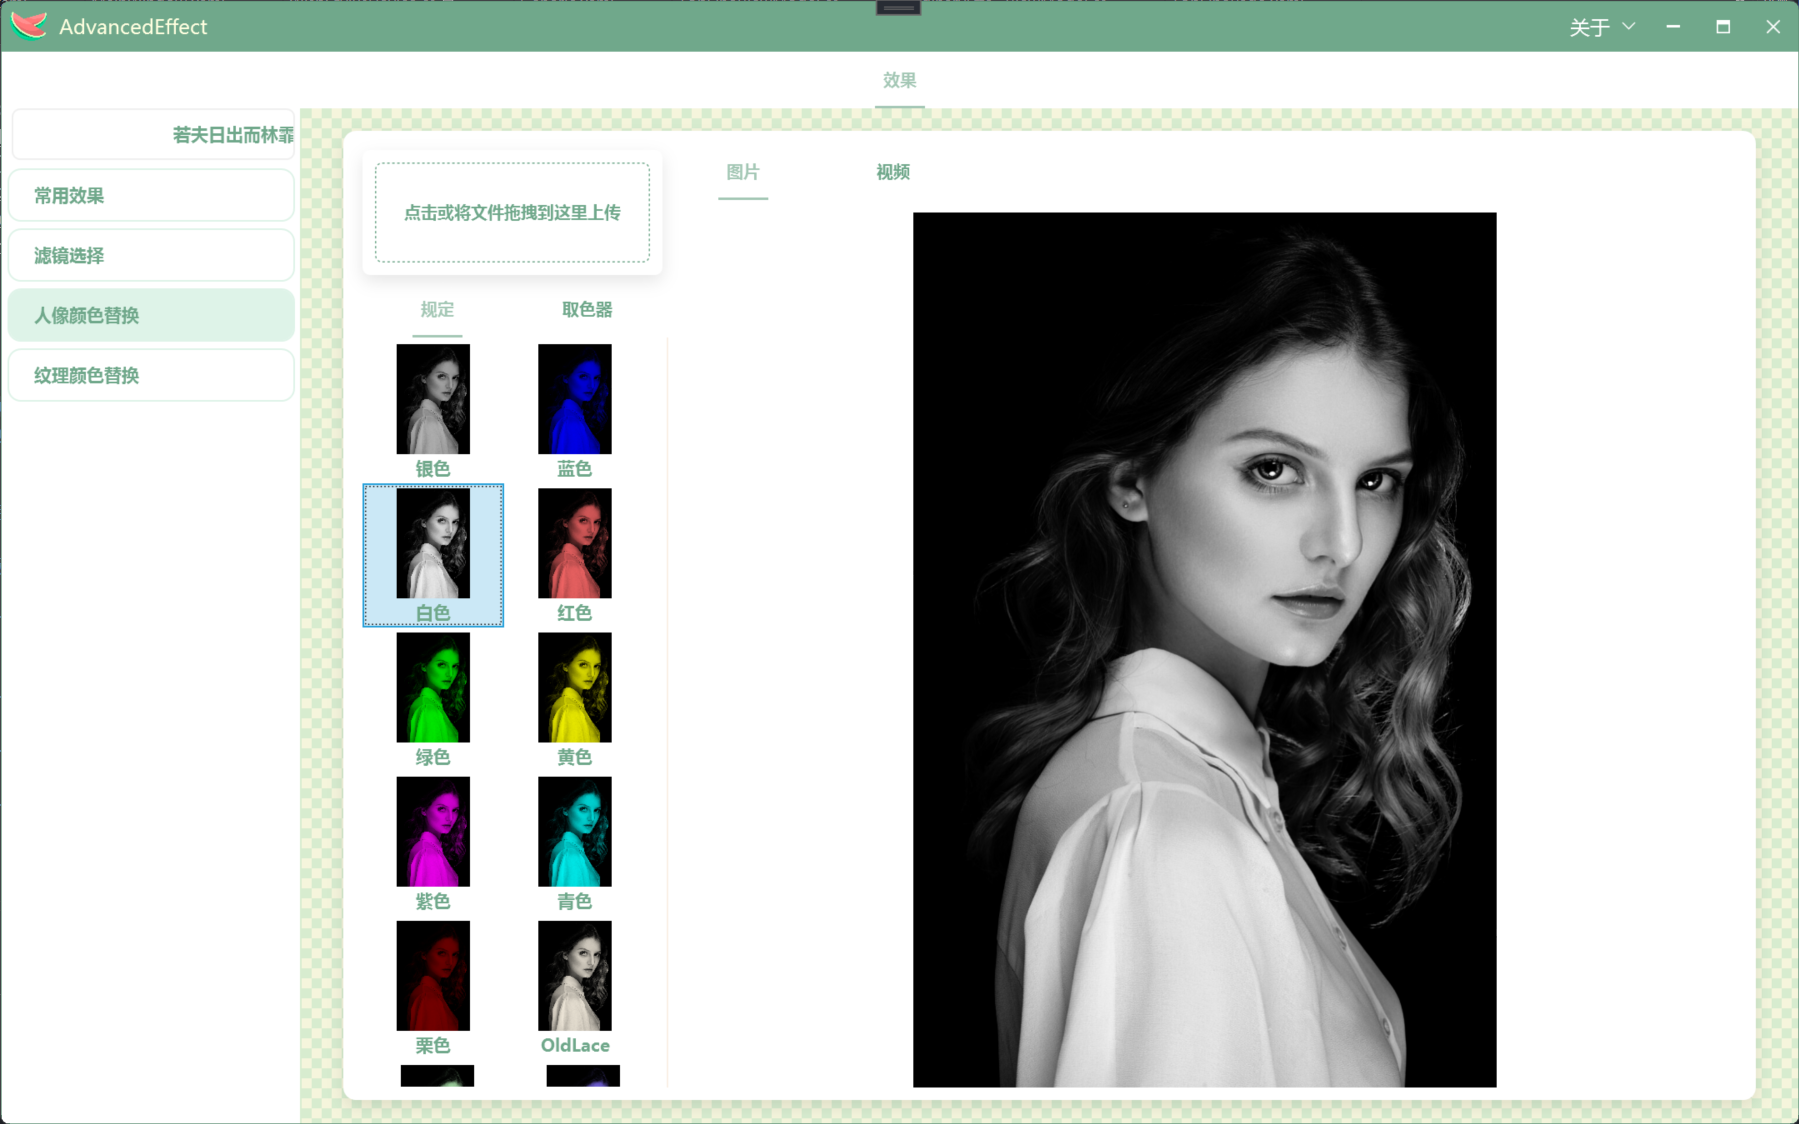 AdvancedEffect
关于
效果
若夫日出而林霏
常用效果
滤镜选择
人像颜色替换
纹理颜色替换
点击或将文件拖拽到这里上传
图片
视频
规定
取色器
银色
蓝色
白色
红色
绿色
黄色
紫色
青色
栗色
OldLace